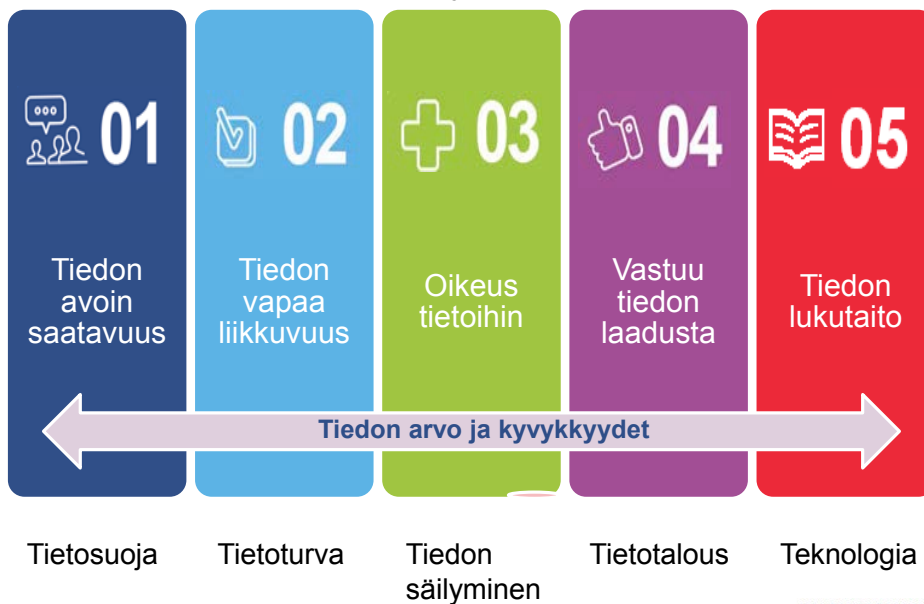 01
02
03
04
05
Tiedon
avoin
saatavuus
Tiedon
vapaa
liikkuvuus
Oikeus
tietoihin
Vastuu
tiedon
laadusta
Tiedon
lukutaito
Tiedon arvo ja kyvykkyydet
Tietosuoja
Tietoturva
Tiedon
säilyminen
Tietotalous
Teknologia